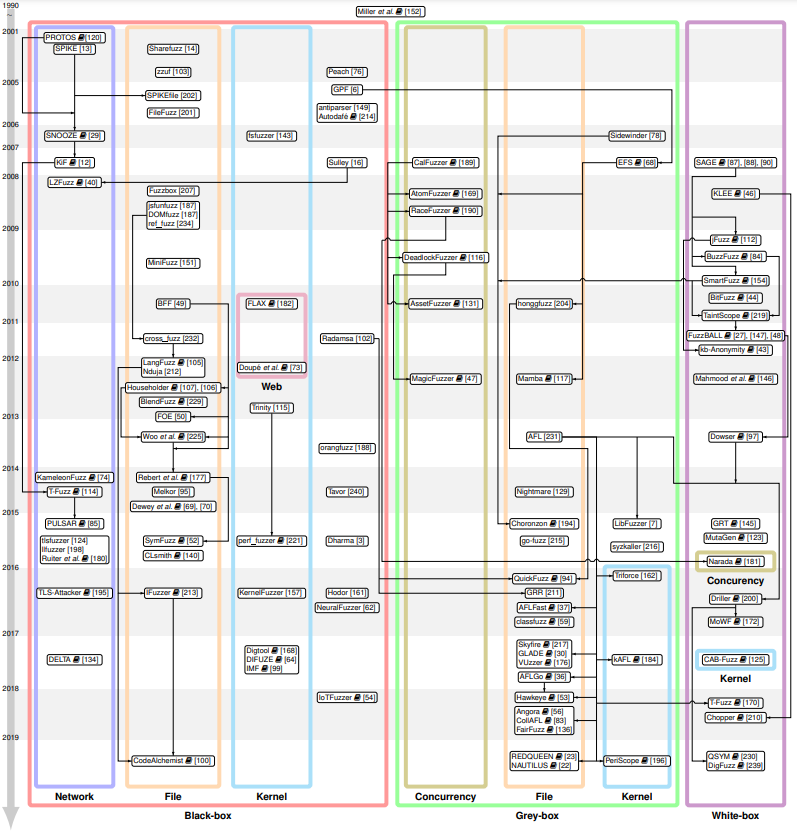 1990
~
2001
2005
2006
2007
2008
2009
2010
2011
2012
2013
2014
2015
2016
2017
2018
2019
Miller et al. [152]
PROTOS [120]
SPIKE [13]
SNOOZE [29]
KiF [12]
LZFuzz [40]
KameleonFuzz [74]
T-Fuzz [114]
PULSAR [85]
tlsfuzzer [124]
llfuzzer [198]
Ruiter et al. [180]
TLS-Attacker [195]
DELTA [134]
Network
Sharefuzz [14]
zzuf [103]
SPIKEfile [202]
FileFuzz [201]
Fuzzbox [207]
jsfunfuzz [187]
DOMfuzz [187]
ref_fuzz [234]
MiniFuzz [151]
BFF [49]
cross_fuzz [232]
LangFuzz [105]
Nduja [212]
Householder [107], [106]
BlendFuzz [229]
FOE [50]
Woo et al. [225]
Rebert et al. [177]
Melkor [95]
Dewey et al. [69], [70]
SymFuzz [52]
CLsmith [140]
IFuzzer [213]
CodeAlchemist [100]
File
fsfuzzer [143]
FLAX [182]
Doupé et al. [73]
Web
Trinity [115]
perf_fuzzer [221]
KernelFuzzer [157]
Digtool [168]
DIFUZE [64]
IMF [99]
Kernel
Peach [76]
GPF [6]
antiparser [149]
Autodafé [214]
Sulley [16]
Radamsa [102]
orangfuzz [188]
Tavor [240]
Dharma [3]
Hodor [161]
NeuralFuzzer [62]
IoTFuzzer [54]
Black-box
CalFuzzer [189]
AtomFuzzer [169]
RaceFuzzer [190]
DeadlockFuzzer [116]
AssetFuzzer [131]
MagicFuzzer [47]
Concurrency
honggfuzz [204]
Mamba [117]
AFL [231]
Nightmare [129]
Choronzon [194]
go-fuzz [215]
QuickFuzz [94]
GRR [211]
AFLFast [37]
classfuzz [59]
Skyfire [217]
GLADE [30]
VUzzer [176]
AFLGo [36]
Hawkeye [53]
Angora [56]
CollAFL [83]
FairFuzz [136]
REDQUEEN [23]
NAUTILUS [22]
File
Sidewinder [78]
EFS [68]
LibFuzzer [7]
syzkaller [216]
Triforce [162]
kAFL [184]
PeriScope [196]
Kernel
Grey-box
SAGE [87], [88], [90]
KLEE [46]
jFuzz [112]
BuzzFuzz [84]
SmartFuzz [154]
BitFuzz [44]
TaintScope [219]
FuzzBALL [27], [147], [48]
kb-Anonymity [43]
Mahmood et al. [146]
Dowser [97]
GRT [145]
MutaGen [123]
Narada [181]
Concurency
Driller [200]
MoWF [172]
CAB-Fuzz [125]
Kernel
T-Fuzz [170]
Chopper [210]
QSYM [230]
DigFuzz [239]
White-box